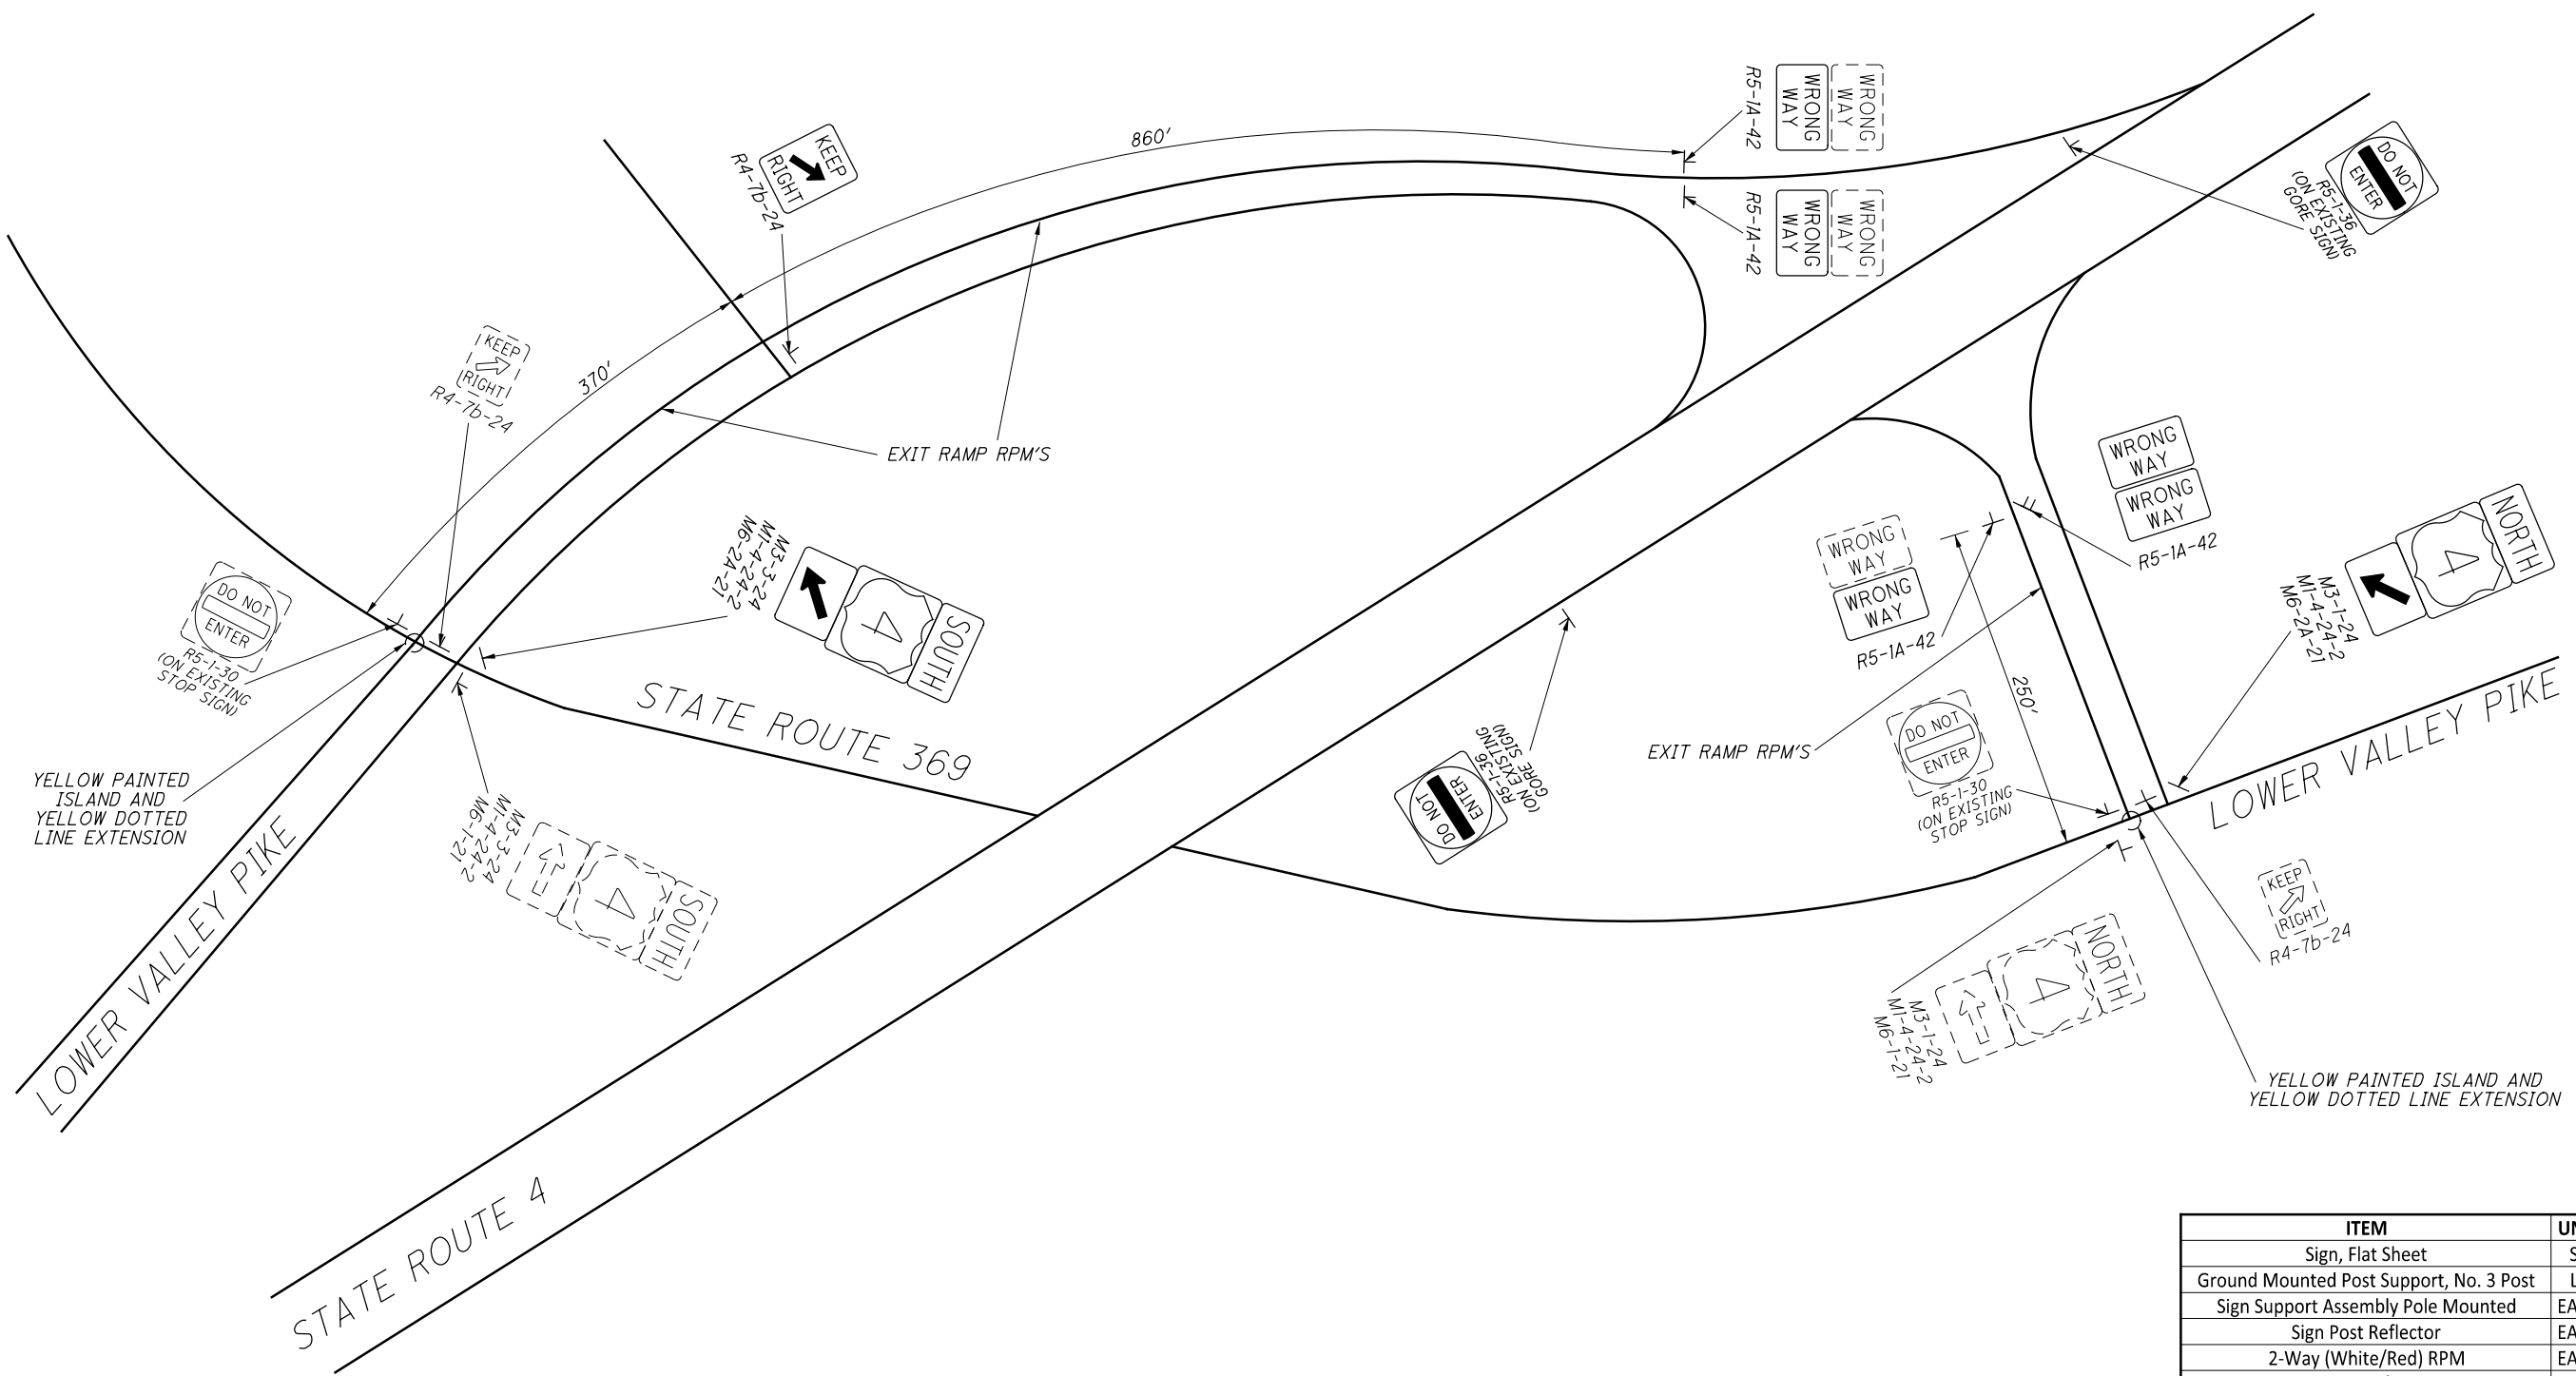 WRONG
WAY
WRONG
WAY
R5-1A-42
WRONG
WAY
WRONG
WAY
R5-1A-42
DO NOT
ENTER
R5-1-36
(ON EXISTING
GORE SIGN)
KEEP
RIGHT
R4-7b-24
860'
370'
KEEP
RIGHT
R4-7b-24
EXIT RAMP RPM'S
DO NOT
ENTER
R5-1-30
(ON EXISTING
STOP SIGN)
SOUTH
4
M3-3-24
M1-4-24-2
M6-2A-21
STATE ROUTE 369
YELLOW PAINTED
ISLAND AND
YELLOW DOTTED
LINE EXTENSION
SOUTH
4
M3-3-24
M1-4-24-2
M6-1-21
LOWER VALLEY PIKE
STATE ROUTE 4
DO NOT
ENTER
R5-1-36
(ON EXISTING
GORE SIGN)
WRONG
WAY
WRONG
WAY
R5-1A-42
WRONG
WAY
WRONG
WAY
R5-1A-42
NORTH
4
M3-1-24
M1-4-24-2
M6-2A-21
250'
EXIT RAMP RPM'S
DO NOT
ENTER
R5-1-30
(ON EXISTING
STOP SIGN)
LOWER VALLEY PIKE
KEEP
RIGHT
R4-7b-24
NORTH
4
M3-1-24
M1-4-24-2
M6-1-21
YELLOW PAINTED ISLAND AND
YELLOW DOTTED LINE EXTENSION
ITEM
Sign, Flat Sheet
Ground Mounted Post Support, No. 3 Post
Sign Support Assembly Pole Mounted
Sign Post Reflector
2-Way (White/Red) RPM